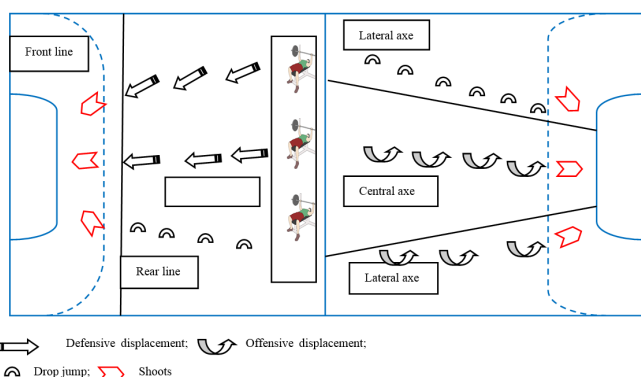 Lateral axe
Front line
Central axe
Rear line
Lateral axe
Defensive displacement; Offensive displacement;
Drop jump; Shoots